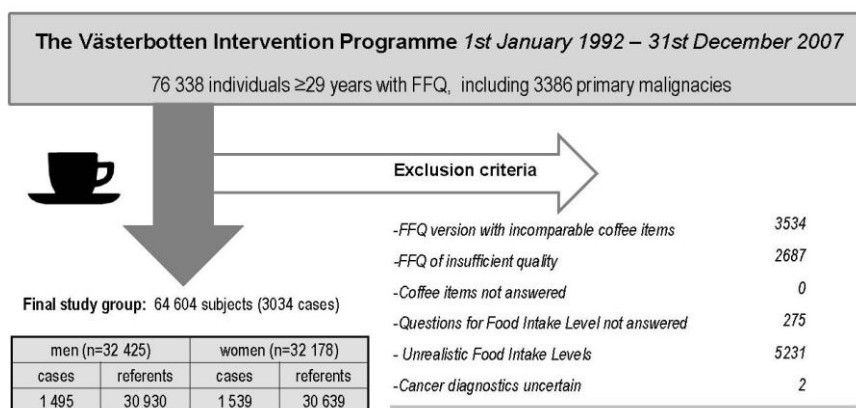 The Västerbotten Intervention Programme 1st January 1992 – 31st December 2007
76 338 individuals ≥29 years with FFQ, including 3386 primary malignacies
Exclusion criteria
-FFQ version with incomparable coffee items 3534
-FFQ of insufficient quality 2687
-Coffee items not answered 0
-Questions for Food Intake Level not answered 275
- Unrealistic Food Intake Levels 5231
-Cancer diagnostics uncertain 2
Final study group: 64 604 subjects (3034 cases)
men (n=32 425) women (n=32 178)
cases referents cases referents
1 495 30 930 1 539 30 639